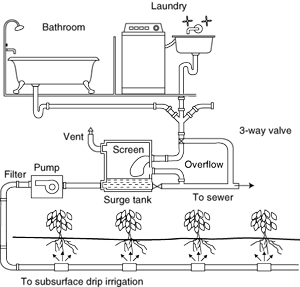 Laundry
Bathroom
3-way valve
Vent
Screen
Overflow
Filter
Pump
Surge tank
To sewer
To subsurface drip irrigation